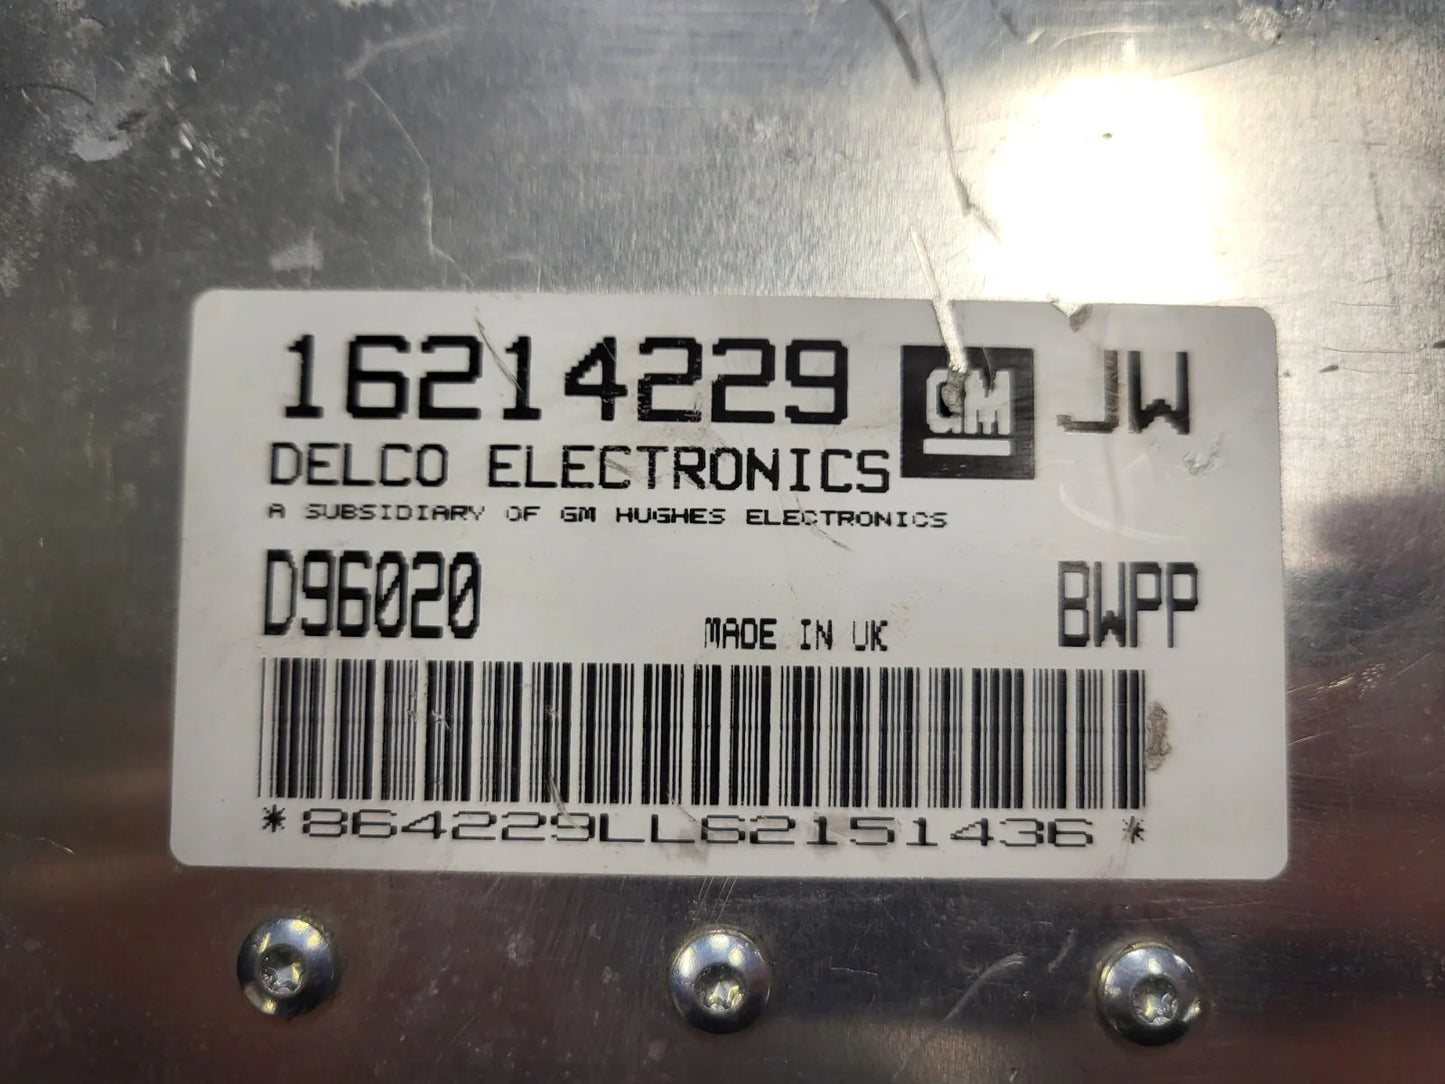 16214229 GM JW
DELCO ELECTRONICS
A SUBSIDIARY OF GM HUGHES ELECTRONICS
D96020 MADE IN UK BWPP
*864229LL62151436*